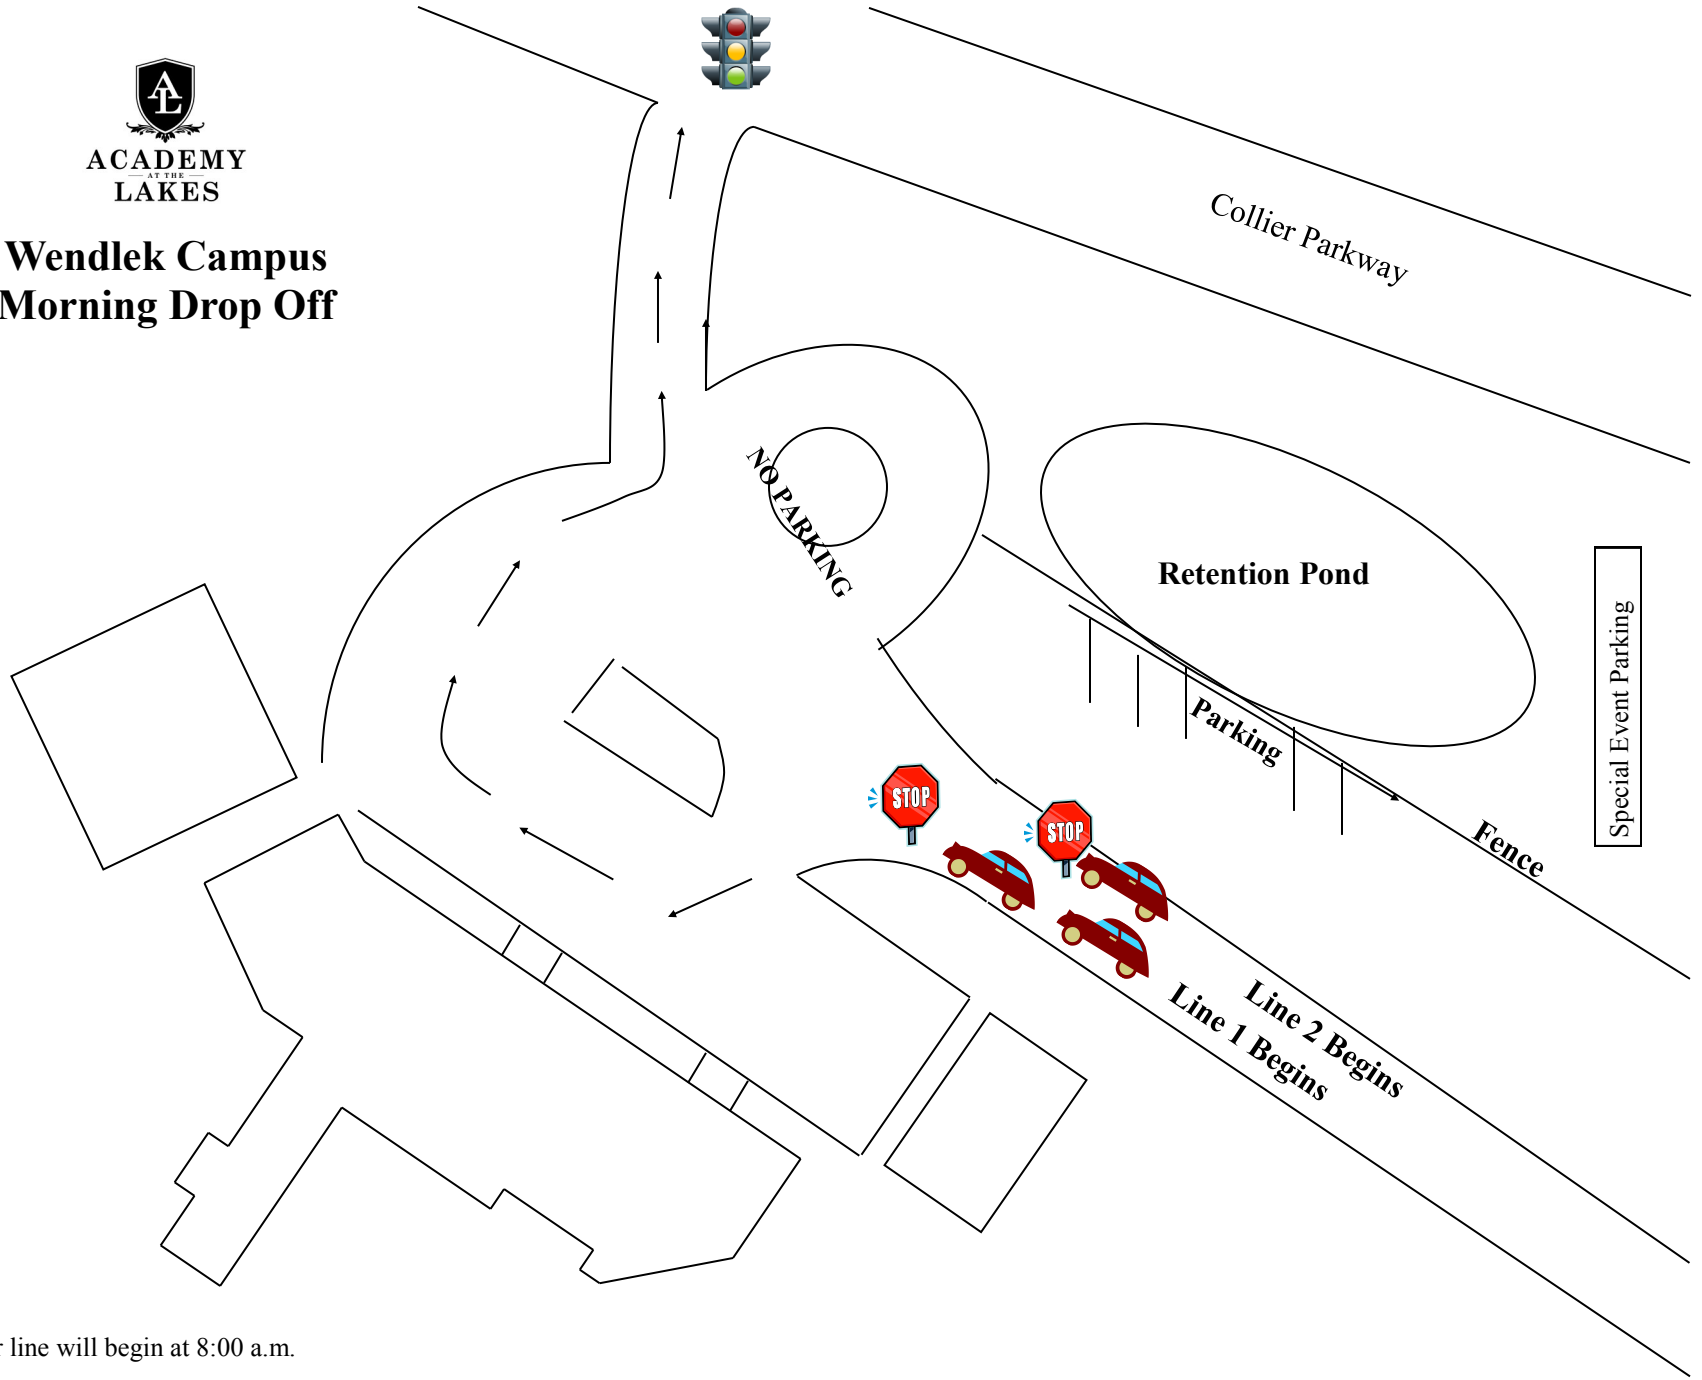 ACADEMY
AT THE
LAKES
Wendlek Campus
Morning Drop Off
Collier Parkway
NO PARKING
Retention Pond
Special Event Parking
Parking
STOP
STOP
Fence
Line 2 Begins
Line 1 Begins
line will begin at 8:00 a.m.